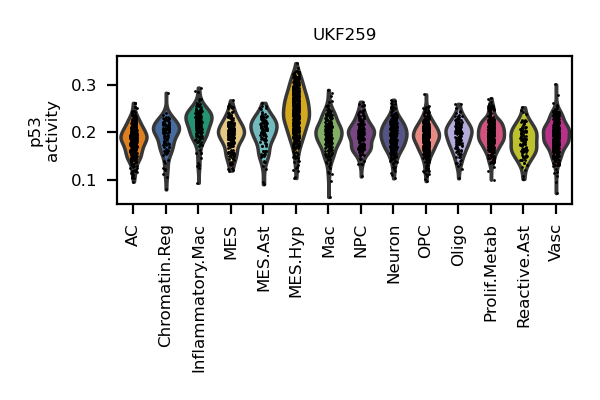 UKF259
p53
activity
0.3
0.2
0.1
AC
Chromatin.Reg
Inflammatory.Mac
MES
MES.Ast
MES.Hyp
Mac
NPC
Neuron
OPC
Oligo
Prolif.Metab
Reactive.Ast
Vasc